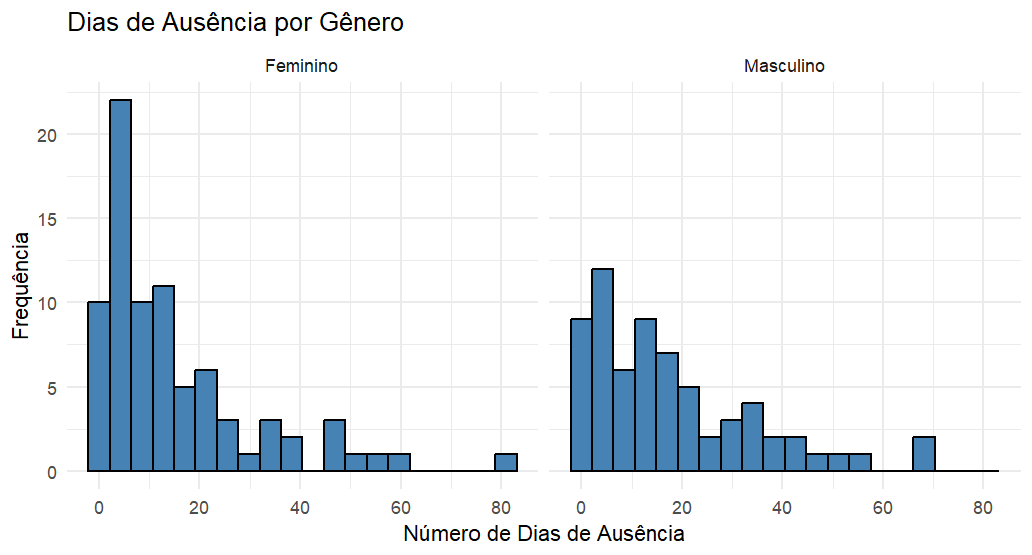 Dias de Ausência por Gênero
Feminino
Masculino
Frequência
20
15
10
5
0
0 20 40 60 80
0 20 40 60 80
Número de Dias de Ausência